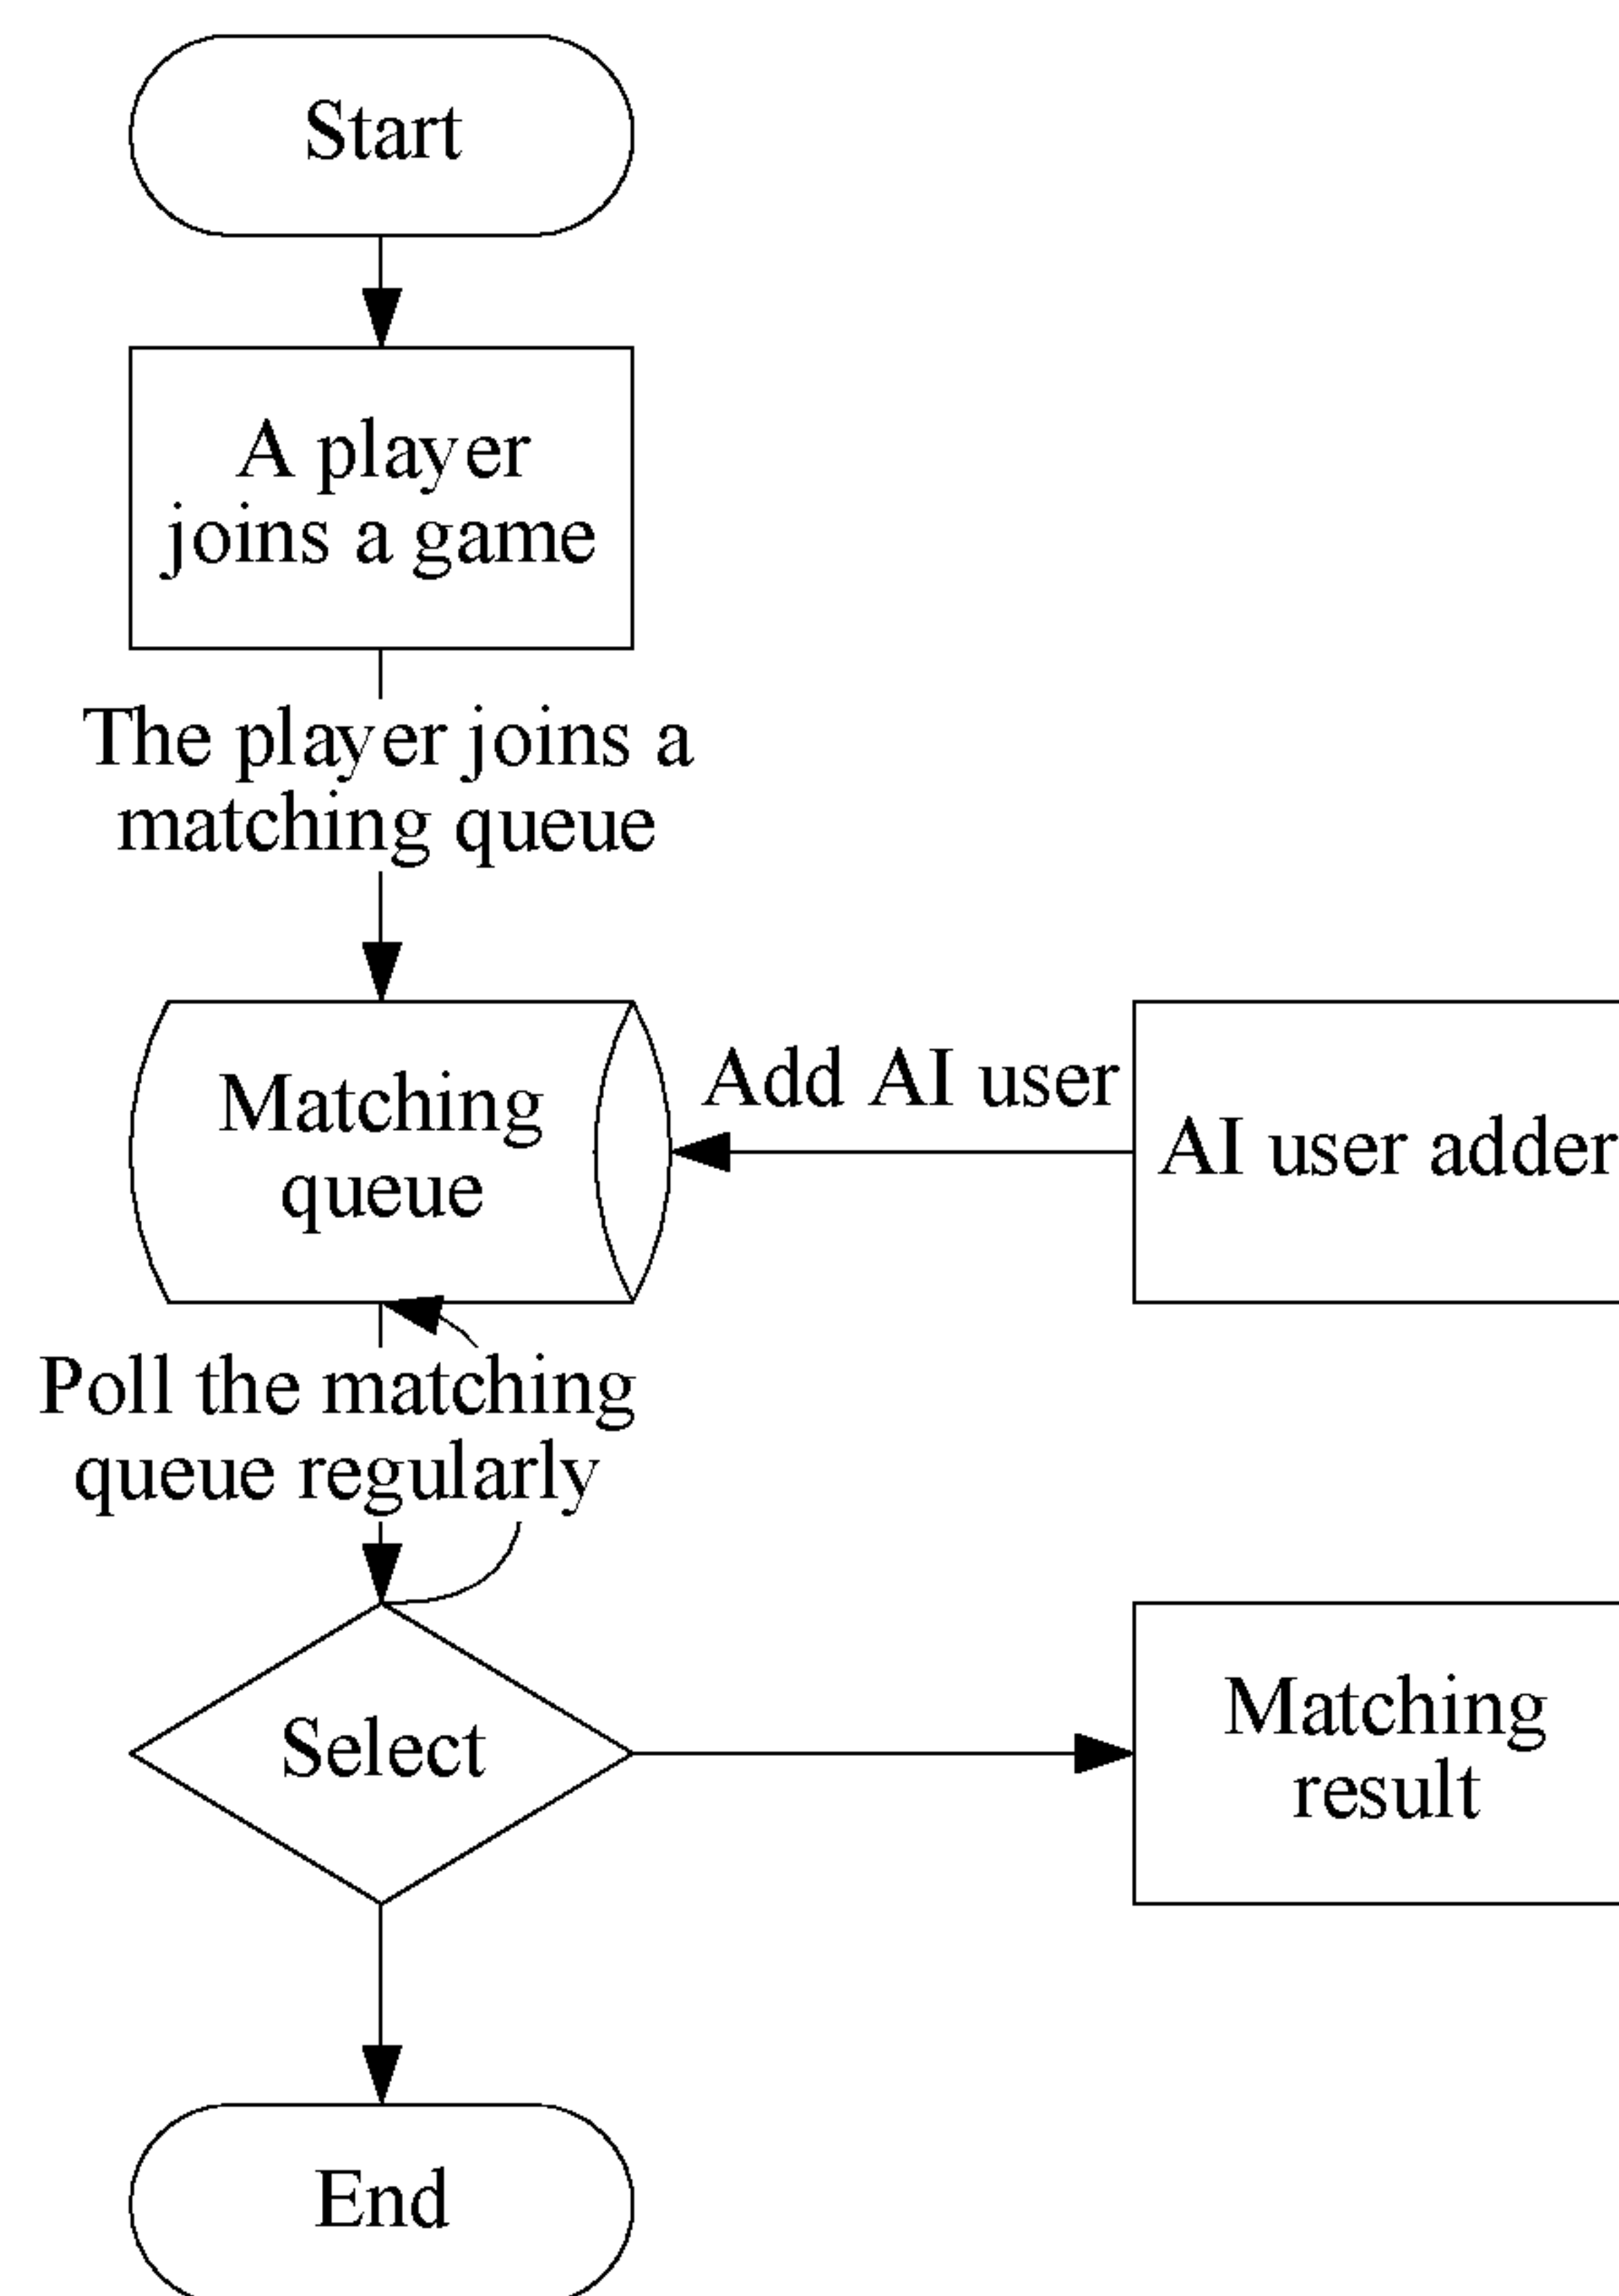 Start
A player
joins a game
The player joins a
matching queue
Matching
queue
Add AI user
AI user adder
Poll the matching
queue regularly
Select
Matching
result
End